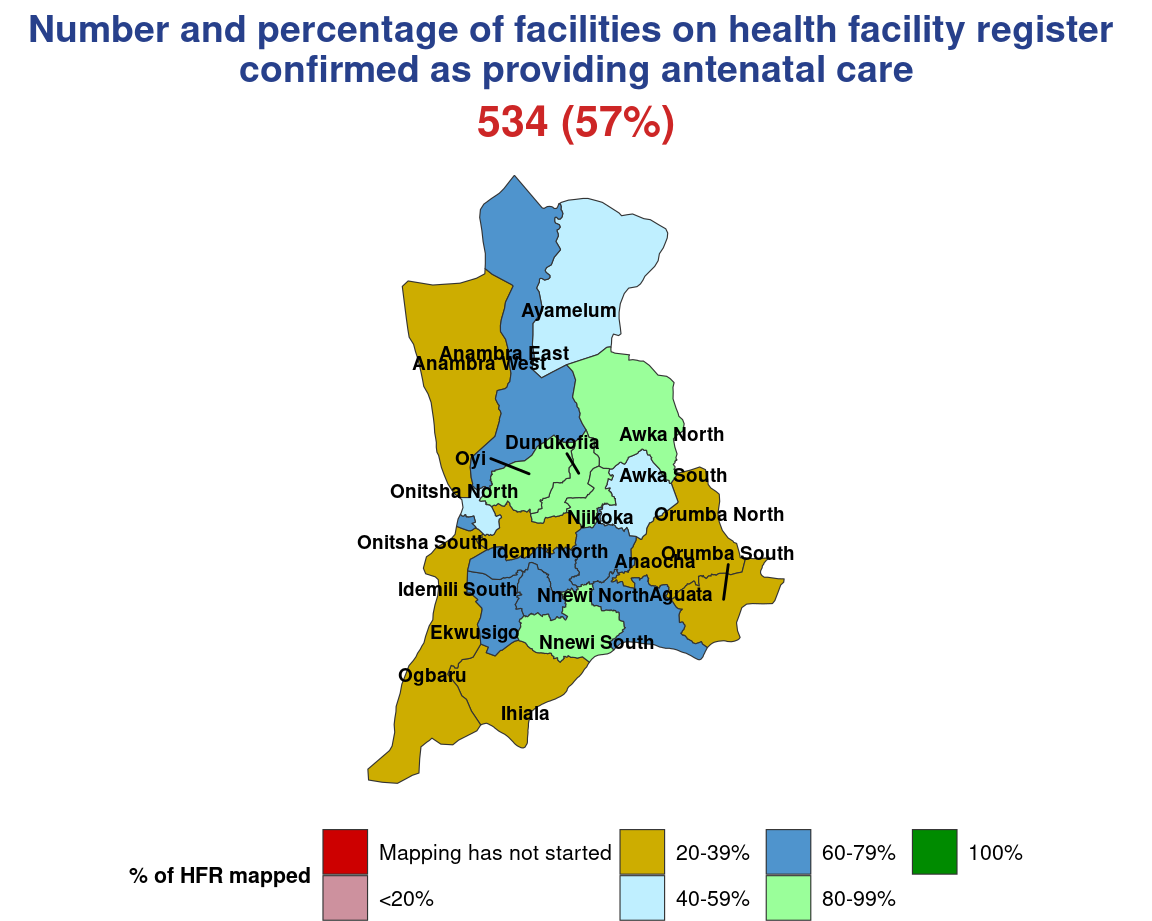 Number and percentage of facilities on health facility register
confirmed as providing antenatal care
534 (57%)
Ayamelum
Anambra East
Anambra West
Awka North
Dunukofia
Oyi
Awka South
Onitsha North
Njikoka
Orumba North
Onitsha South
Idemili North
Orumba South
Anaocha
Idemili South
Nnewi North
Aguata
Ekwusigo
Nnewi South
Ogbaru
Ihiala
% of HFR mapped
Mapping has not started
<20%
20-39%
40-59%
60-79%
80-99%
100%